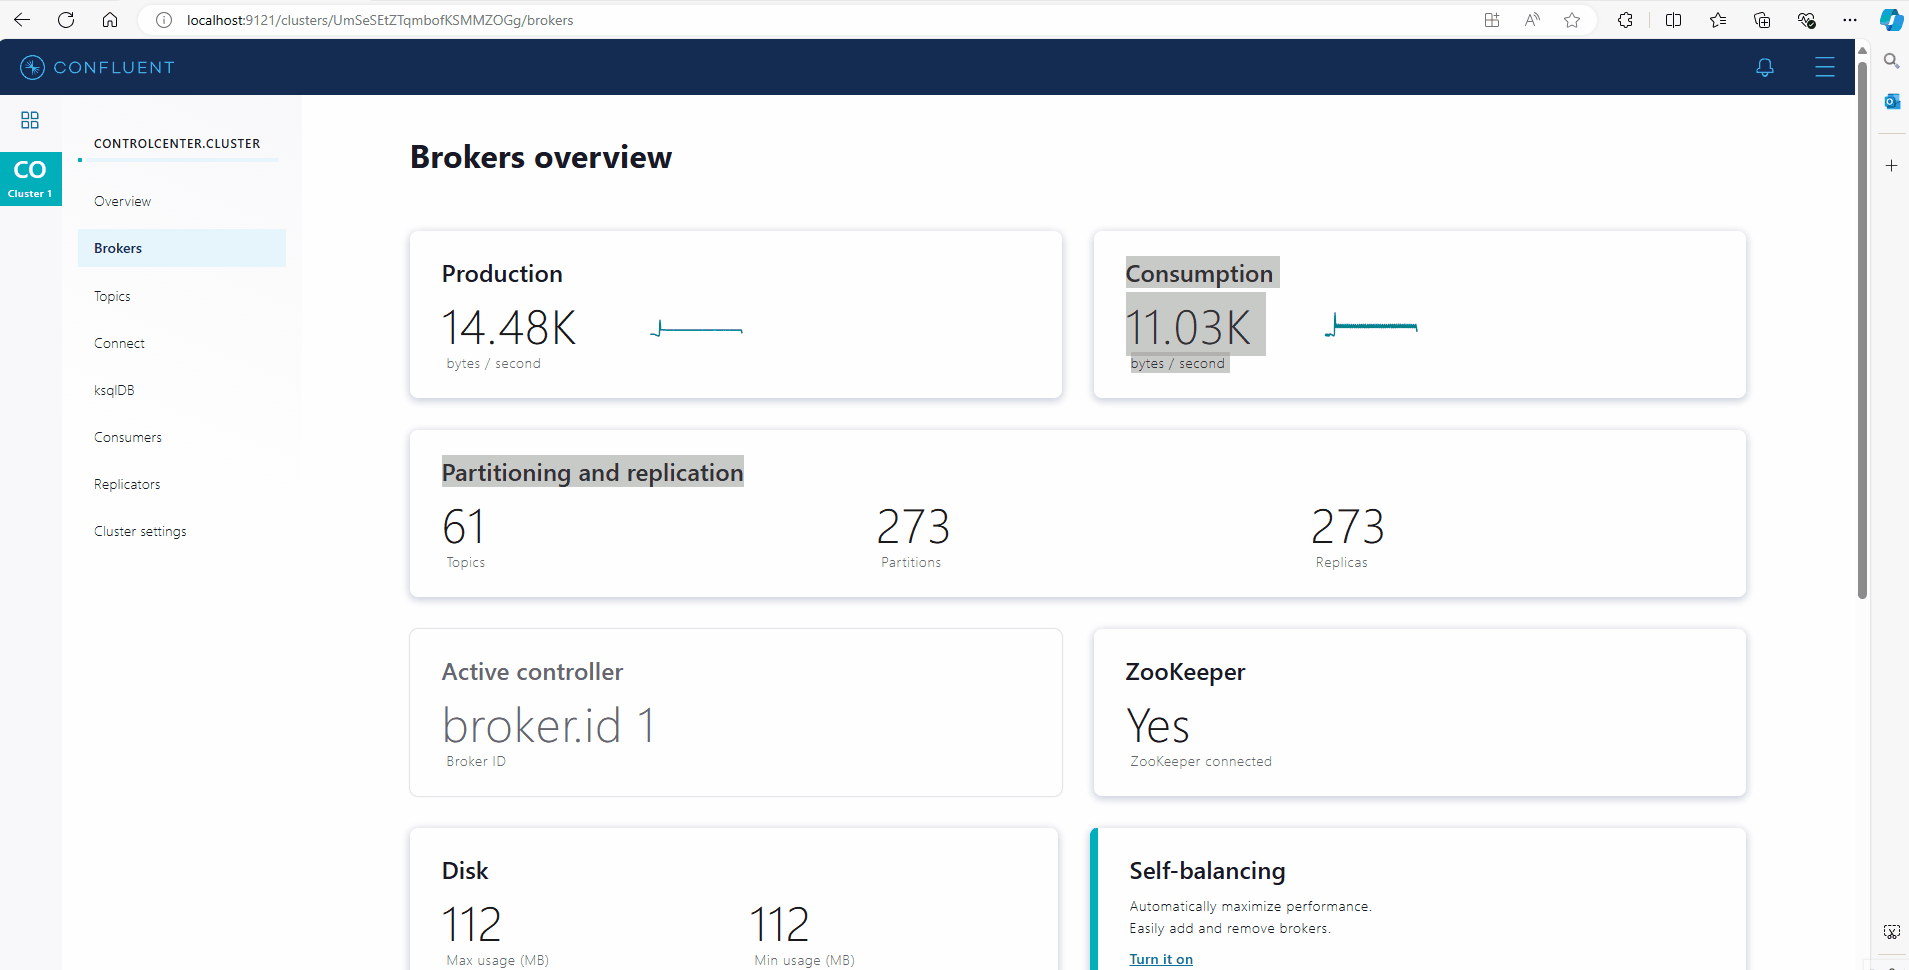 localhost:9121/clusters/UmSeSEtZTqmbofKSMMZOGg/brokers
CONFLUENT
CO
Cluster 1
CONTROLCENTER.CLUSTER
Overview
Brokers
Topics
Connect
ksqlDB
Consumers
Replicators
Cluster settings
Brokers overview
Production
14.48K
bytes / second
Consumption
11.03K
bytes / second
Partitioning and replication
61
Topics
273
Partitions
273
Replicas
Active controller
broker.id 1
Broker ID
ZooKeeper
Yes
ZooKeeper connected
Disk
112
Max usage (MB)
112
Min usage (MB)
Self-balancing
Automatically maximize performance.
Easily add and remove brokers.
Turn it on